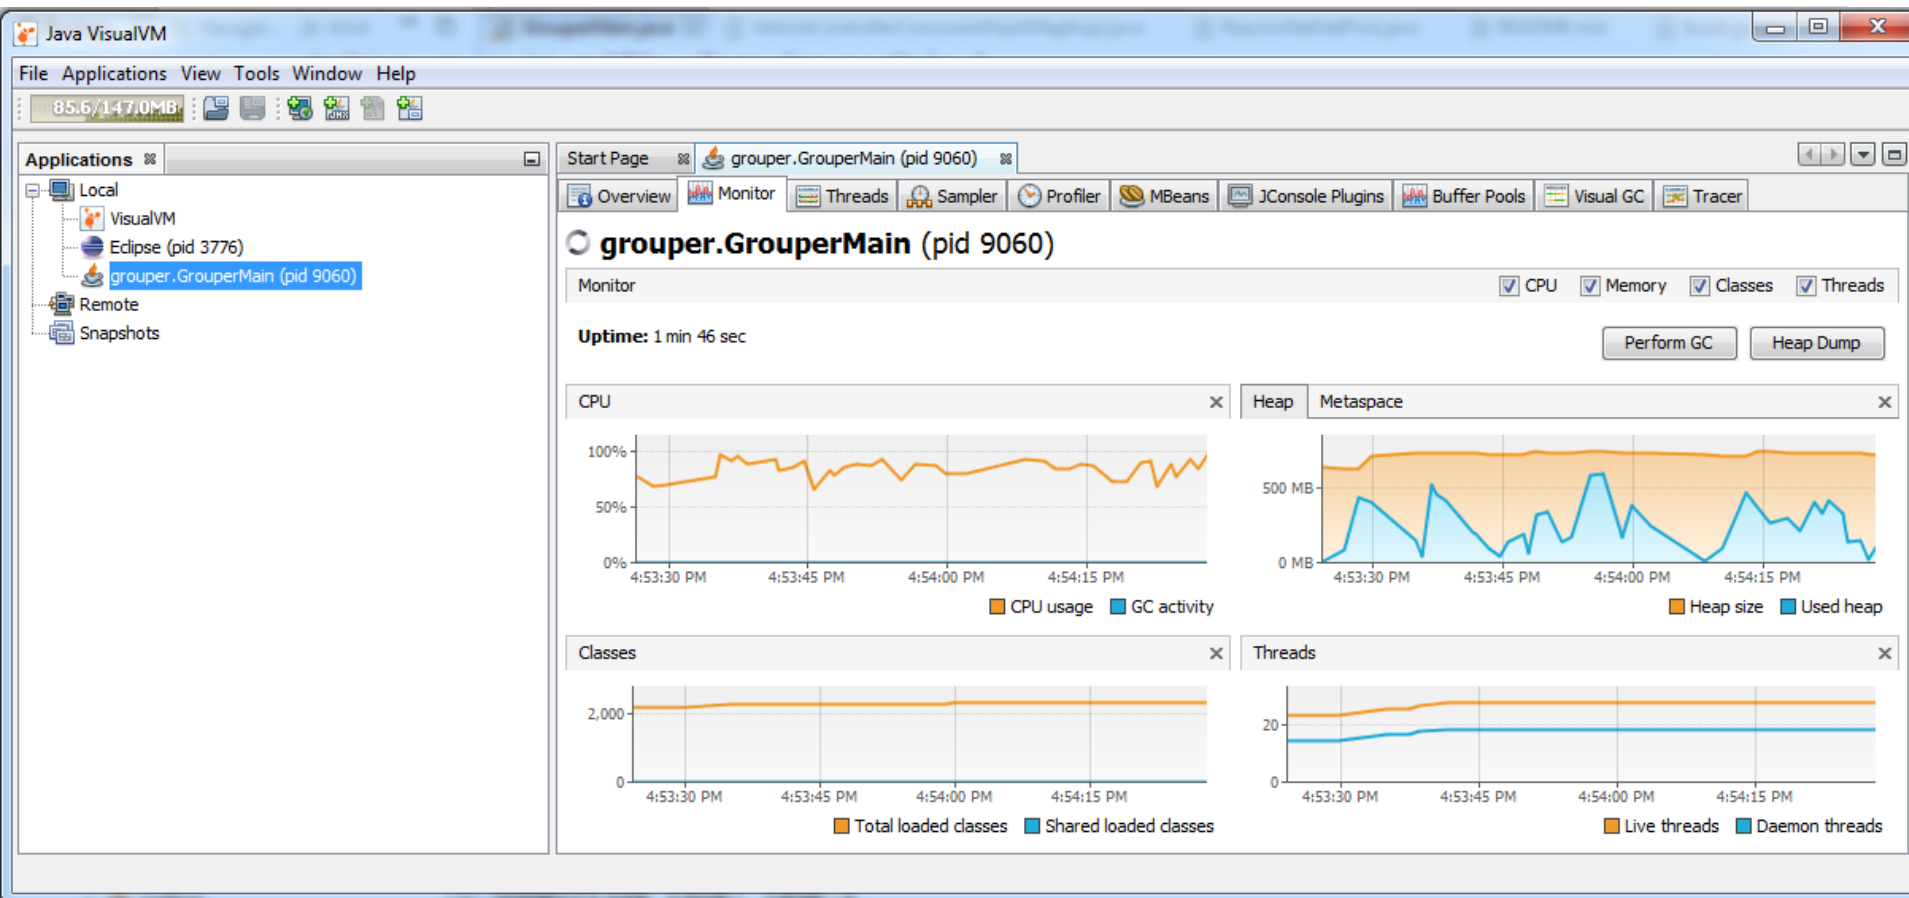 Java VisualVM
File Applications View Tools Window Help
85.6/147.0MB
Applications
Local
VisualVM
Eclipse (pid 3776)
grouper.GrouperMain (pid 9060)
Remote
Snapshots
Start Page grouper.GrouperMain (pid 9060)
Overview Monitor Threads Sampler Profiler MBeans JConsole Plugins Buffer Pools Visual GC Tracer
grouper.GrouperMain (pid 9060)
Monitor CPU Memory Classes Threads
Uptime: 1 min 46 sec
Perform GC Heap Dump
CPU
100%
50%
0%
4:53:30 PM 4:53:45 PM 4:54:00 PM 4:54:15 PM
CPU usage GC activity
Heap Metaspace
500 MB
0 MB
4:53:30 PM 4:53:45 PM 4:54:00 PM 4:54:15 PM
Heap size Used heap
Classes
2,000
0
4:53:30 PM 4:53:45 PM 4:54:00 PM 4:54:15 PM
Total loaded classes Shared loaded classes
Threads
20
0
4:53:30 PM 4:53:45 PM 4:54:00 PM 4:54:15 PM
Live threads Daemon threads